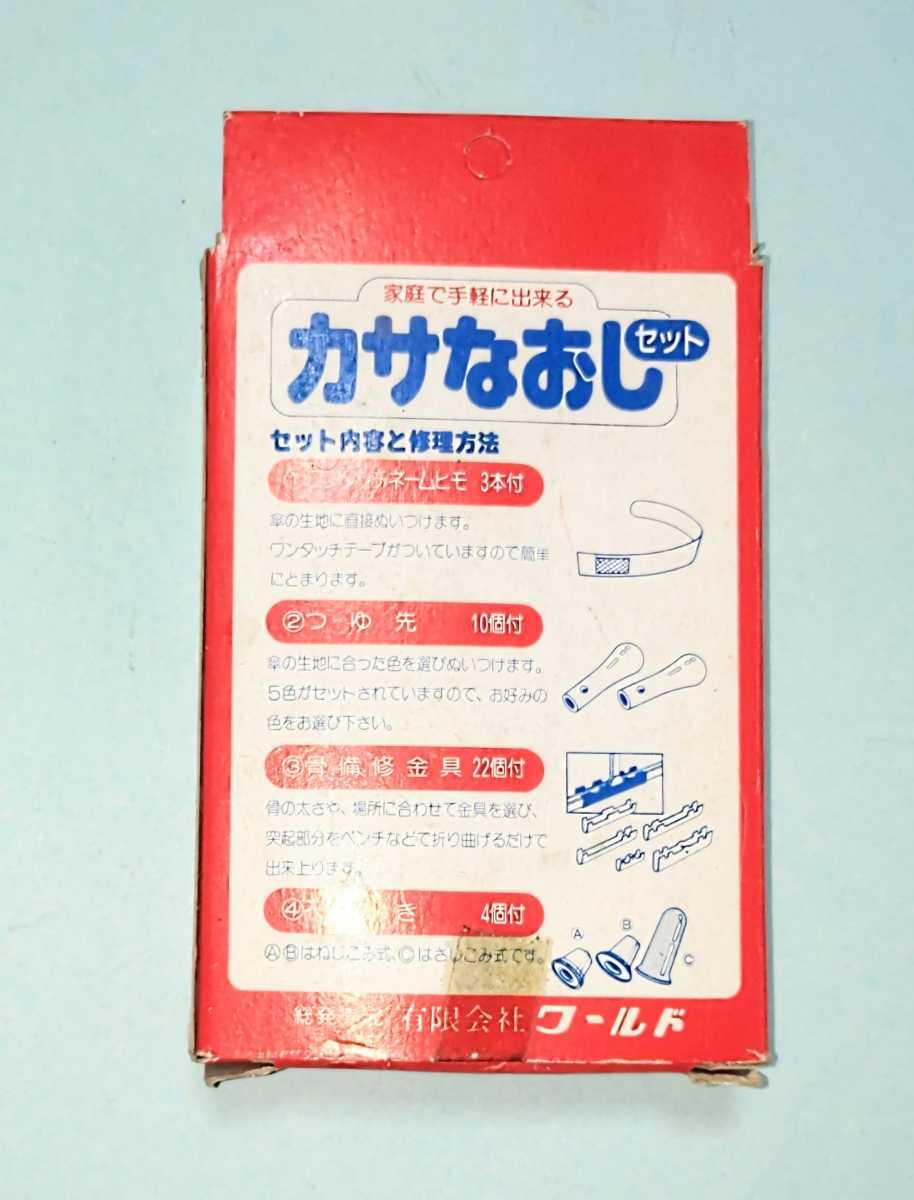 家庭で手軽に出来る
カサなおし
セット
セット内容と修理方法
ネームヒモ 3本付
傘の生地に直接ぬいつけます。
ワンタッチテープがついていますので簡単
にとまります。
②つゆ先 10個付
傘の生地に合った色を選びぬいつけます。
5色がセットされていますので、お好みの
色をお選び下さい。
③骨備修金具 22個付
骨の太さや、場所に合わせて金具を選び、
突起部分をペンチなどで折り曲げるだけで
出来上ります。
④ き 4個付
ⒶⒷはねじこみ式、Ⓒはさしこみ式です。
A
B
C
総発 有限会社 ワールド